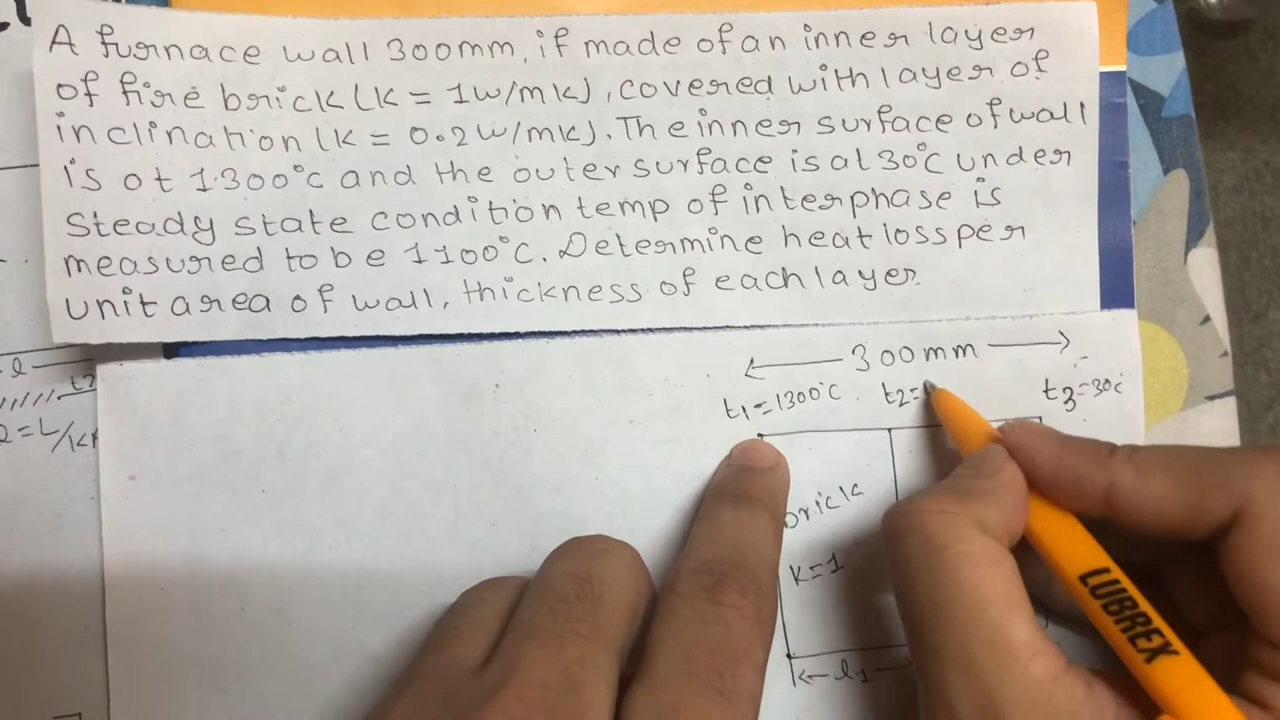 A furnace wall 300mm, if made of an inner layer
of fire brick (K = 1w/mk), covered with layer of
inclination (k = 0.2w/mk). The inner surface of wall
is at 1300°c and the outer surface is at 30°c under
Steady state condition temp of interphase is
measured to be 1100°C. Determine heat loss per
unit area of wall, thickness of each layer.
300mm
t1=1300°C. t2= t3=30c
brick
K=1
l1
l
t2
LUBREX